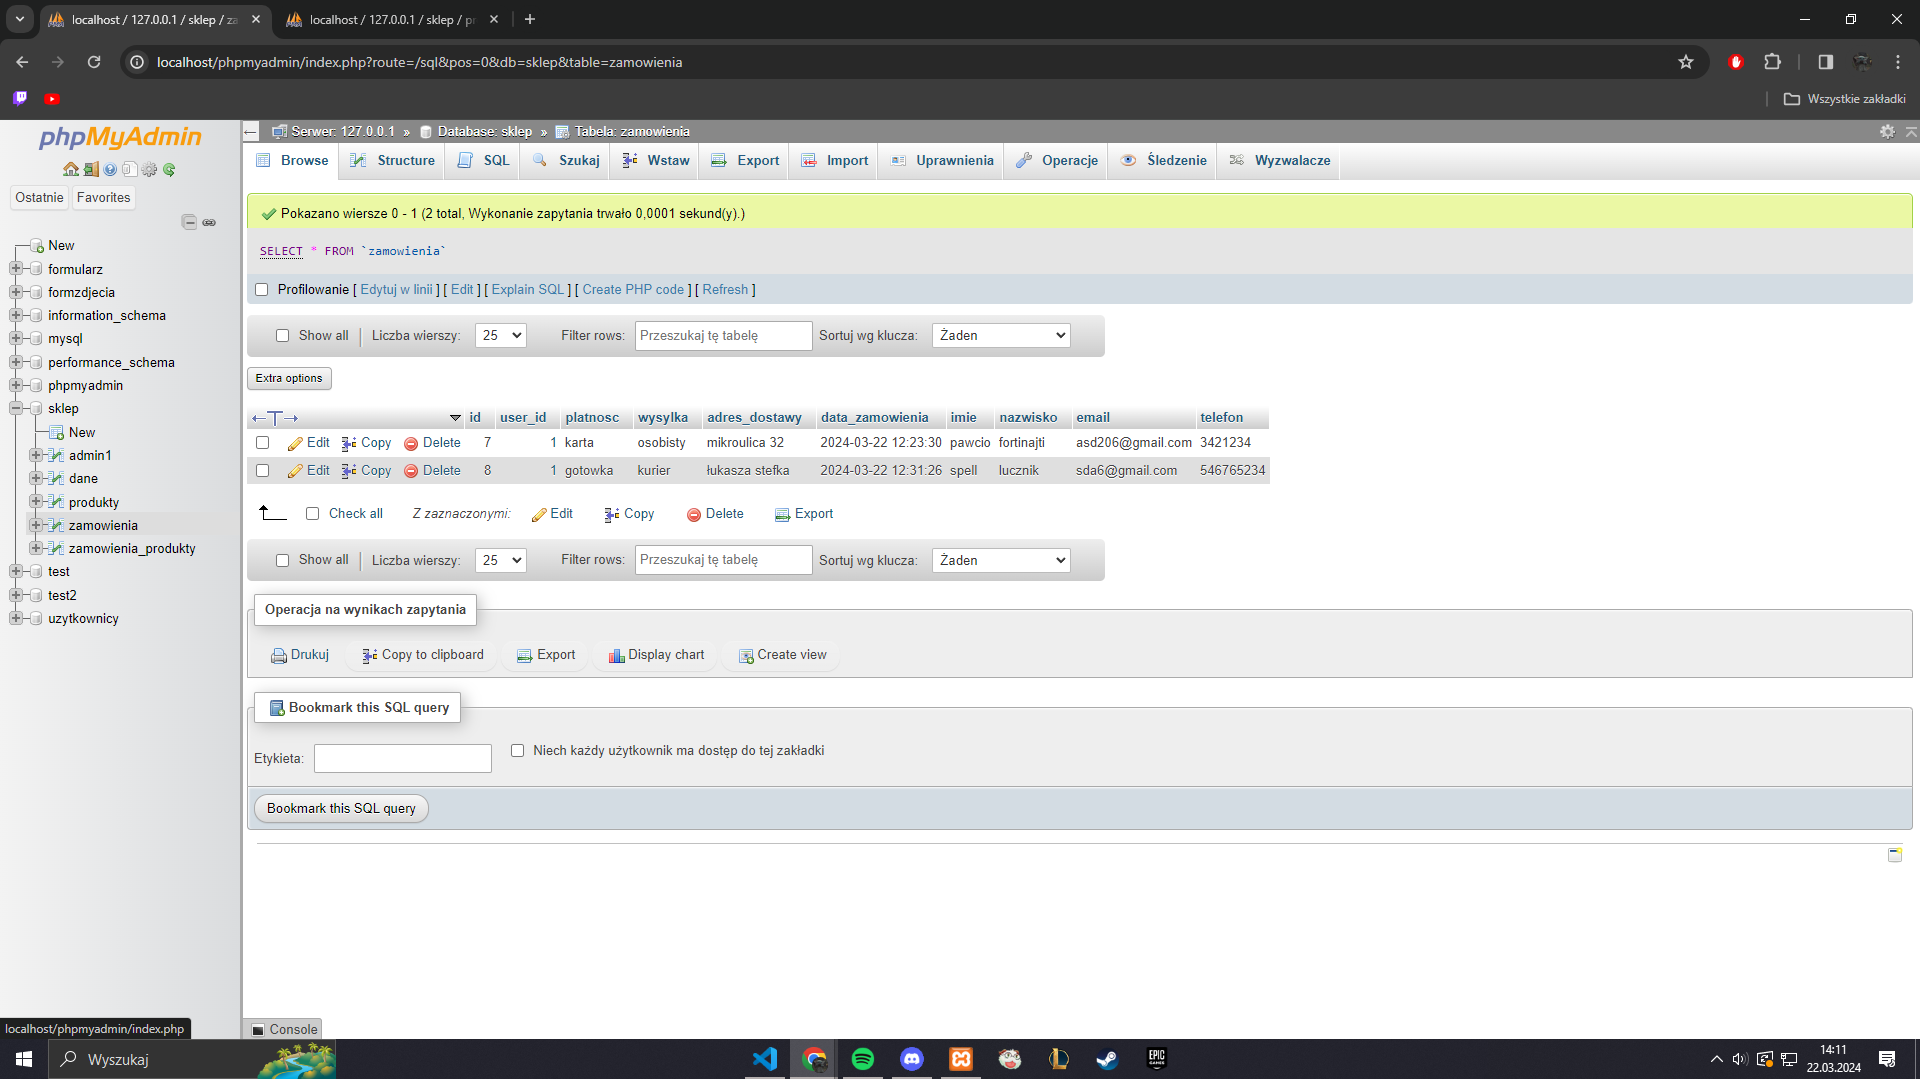 localhost / 127.0.0.1 / sklep / za
localhost / 127.0.0.1 / sklep / pr
localhost/phpmyadmin/index.php?route=/sql&pos=0&db=sklep&table=zamowienia
Wszystkie zakładki
phpMyAdmin
Ostatnie Favorites
New
formularz
formzdjecia
information_schema
mysql
performance_schema
phpmyadmin
sklep
New
admin1
dane
produkty
zamowienia
zamowienia_produkty
test
test2
uzytkownicy
Serwer: 127.0.0.1 » Database: sklep » Tabela: zamowienia
Browse Structure SQL Szukaj Wstaw Export Import Uprawnienia Operacje Śledzenie Wyzwalacze
Pokazano wiersze 0 - 1 (2 total, Wykonanie zapytania trwało 0,0001 sekund(y).)
SELECT * FROM `zamowienia`
Profilowanie [ Edytuj w linii ] [ Edit ] [ Explain SQL ] [ Create PHP code ] [ Refresh ]
Show all Liczba wierszy: 25 Filter rows: Przeszukaj tę tabelę Sortuj wg klucza: Żaden
Extra options
←T→ id user_id platnosc wysylka adres_dostawy data_zamowienia imie nazwisko email telefon
Edit Copy Delete 7 1 karta osobisty mikroulica 32 2024-03-22 12:23:30 pawcio fortinajti asd206@gmail.com 3421234
Edit Copy Delete 8 1 gotowka kurier łukasza stefka 2024-03-22 12:31:26 spell lucznik sda6@gmail.com 546765234
Check all Z zaznaczonymi: Edit Copy Delete Export
Show all Liczba wierszy: 25 Filter rows: Przeszukaj tę tabelę Sortuj wg klucza: Żaden
Operacja na wynikach zapytania
Drukuj Copy to clipboard Export Display chart Create view
Bookmark this SQL query
Etykieta: Niech każdy użytkownik ma dostęp do tej zakładki
Bookmark this SQL query
localhost/phpmyadmin/index.php
Console
Wyszukaj
EPIC GAMES
14:11
22.03.2024